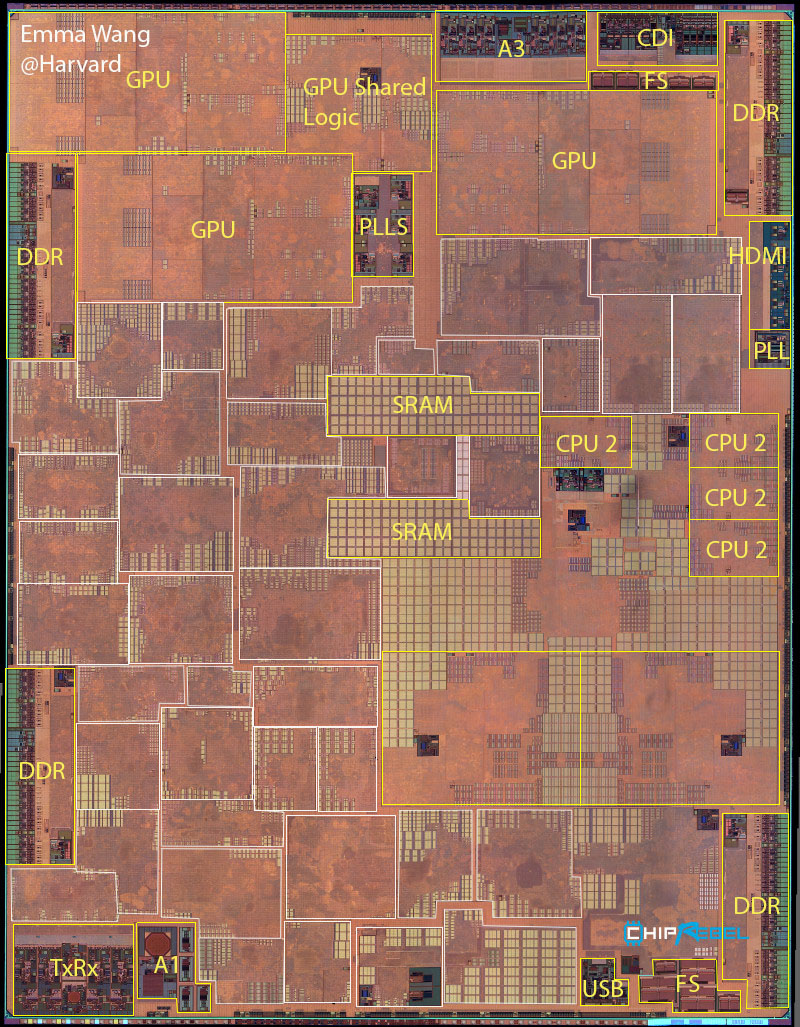 Emma Wang
@Harvard
GPU
GPU Shared
Logic
A3
CDI
FS
DDR
GPU
GPU
PLLS
DDR
HDMI
PLL
SRAM
CPU 2
CPU 2
CPU 2
SRAM
CPU 2
DDR
DDR
CHIPREBEL
TxRx
A1
USB
FS